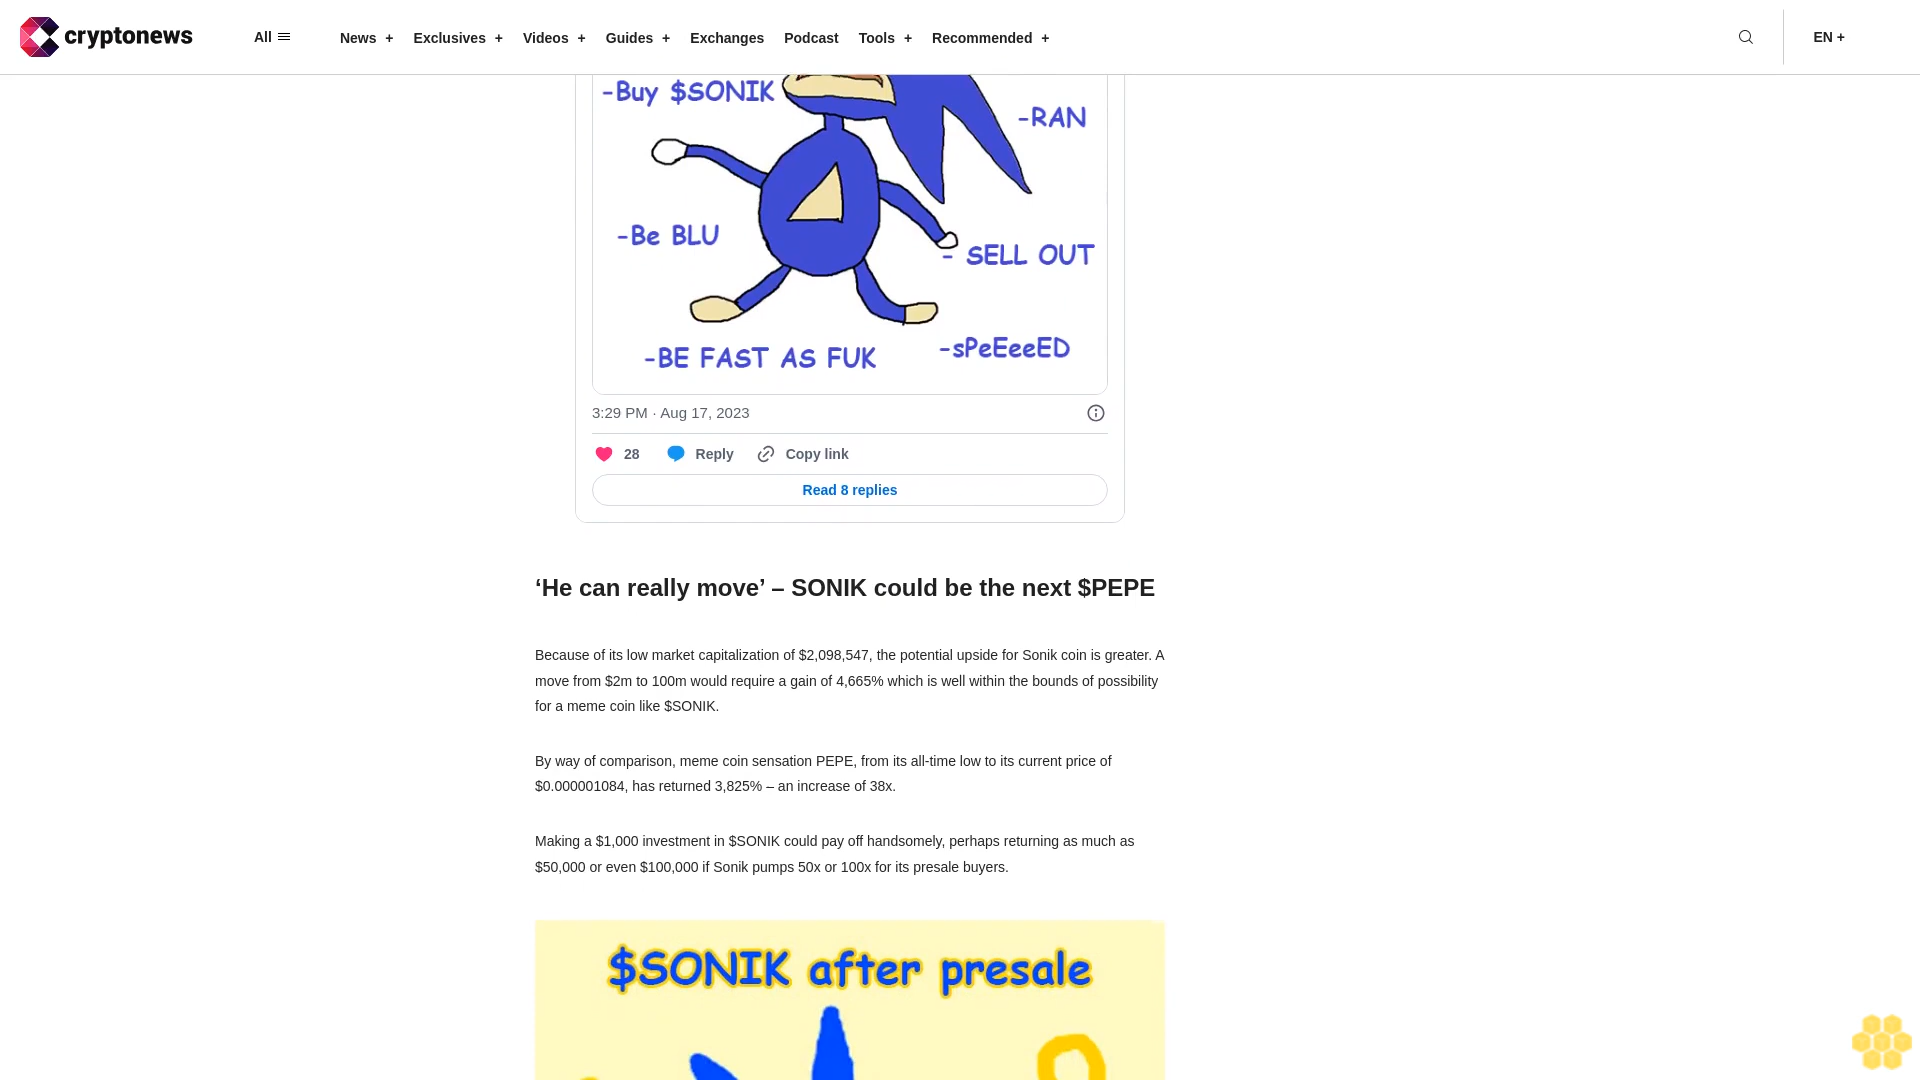 cryptonews
All
News + Exclusives + Videos + Guides + Exchanges Podcast Tools + Recommended +
EN +
-Buy $SONIK
-RAN
-Be BLU
- SELL OUT
-BE FAST AS FUK
-sPeEeeED
3:29 PM · Aug 17, 2023
28 Reply Copy link
Read 8 replies
‘He can really move’ – SONIK could be the next $PEPE
Because of its low market capitalization of $2,098,547, the potential upside for Sonik coin is greater. A
move from $2m to 100m would require a gain of 4,665% which is well within the bounds of possibility
for a meme coin like $SONIK.
By way of comparison, meme coin sensation PEPE, from its all-time low to its current price of
$0.000001084, has returned 3,825% – an increase of 38x.
Making a $1,000 investment in $SONIK could pay off handsomely, perhaps returning as much as
$50,000 or even $100,000 if Sonik pumps 50x or 100x for its presale buyers.
$SONIK after presale